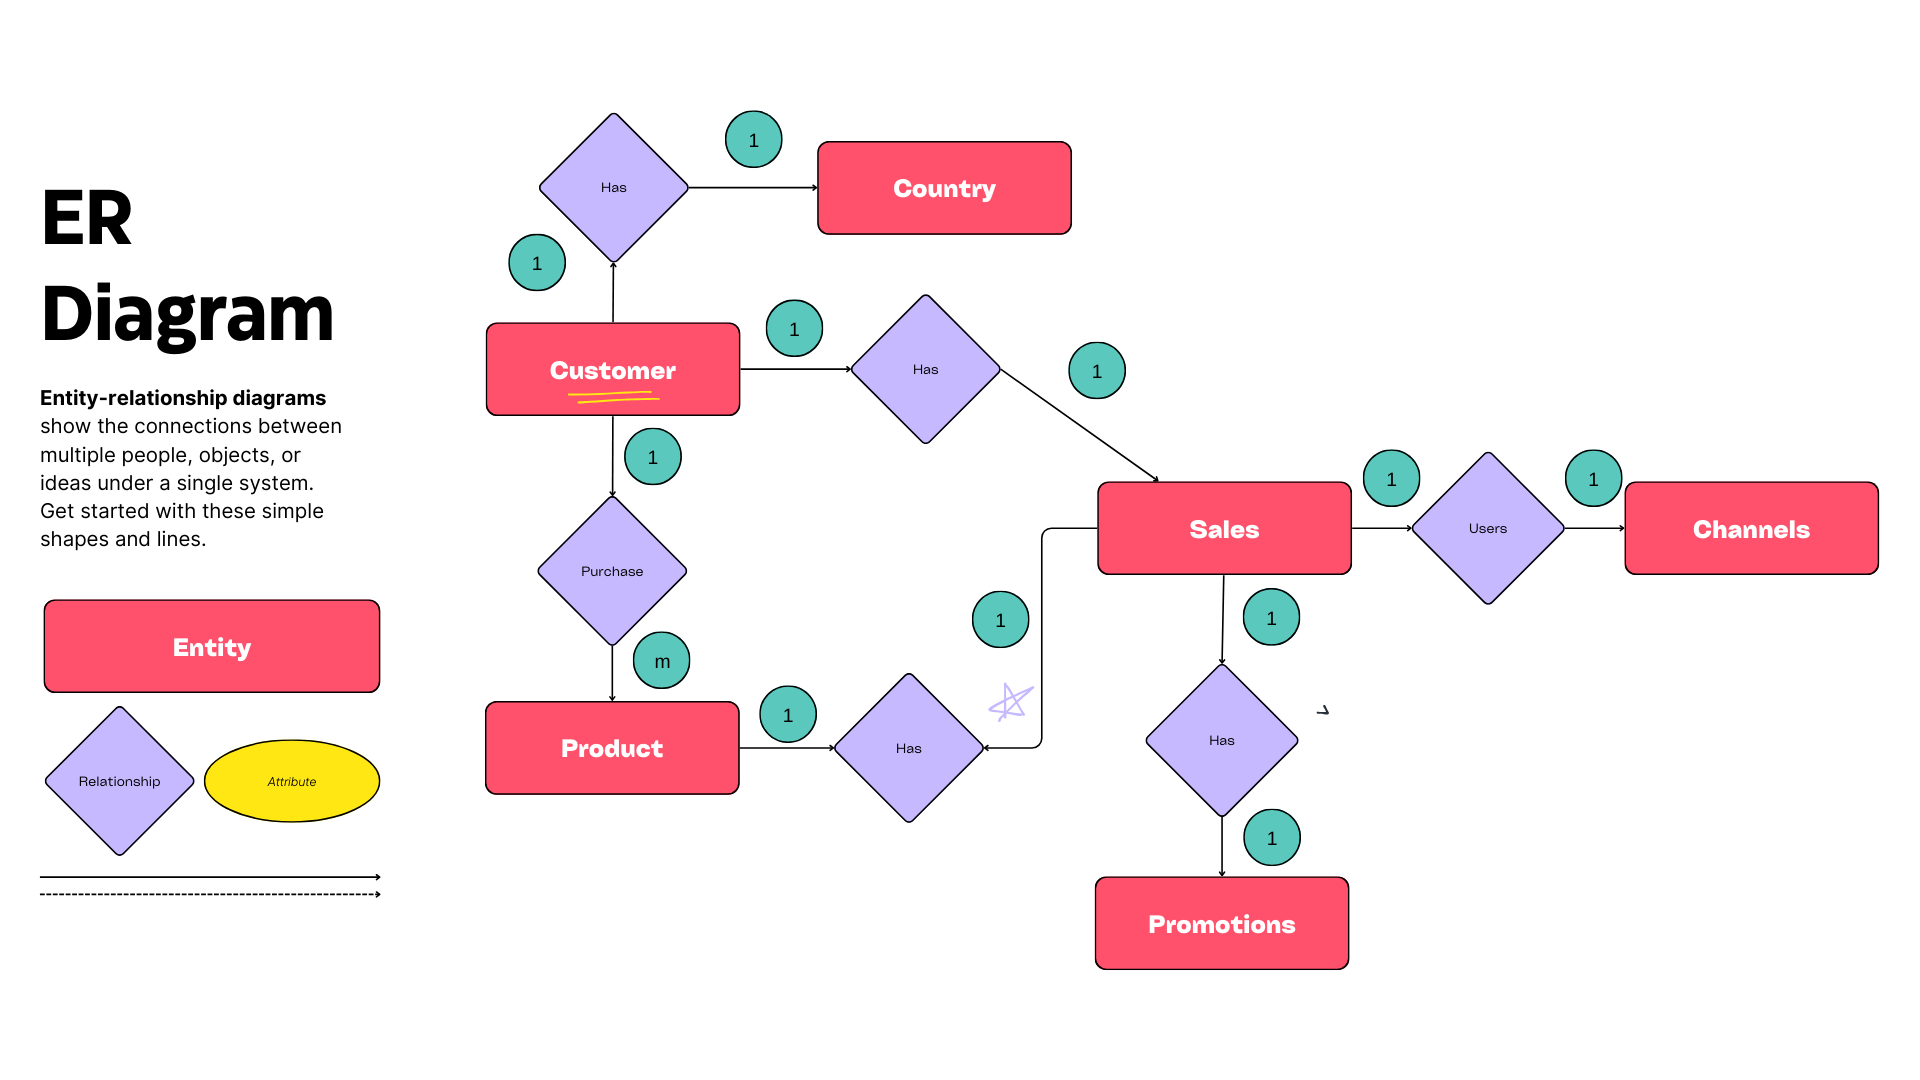 ER
Diagram
Entity-relationship diagrams
show the connections between
multiple people, objects, or
ideas under a single system.
Get started with these simple
shapes and lines.
Entity
Relationship
Attribute
Has
1
Country
1
Customer
1
Has
1
1
Purchase
m
Product
1
Has
1
Sales
1
Users
1
Channels
1
Has
1
Promotions